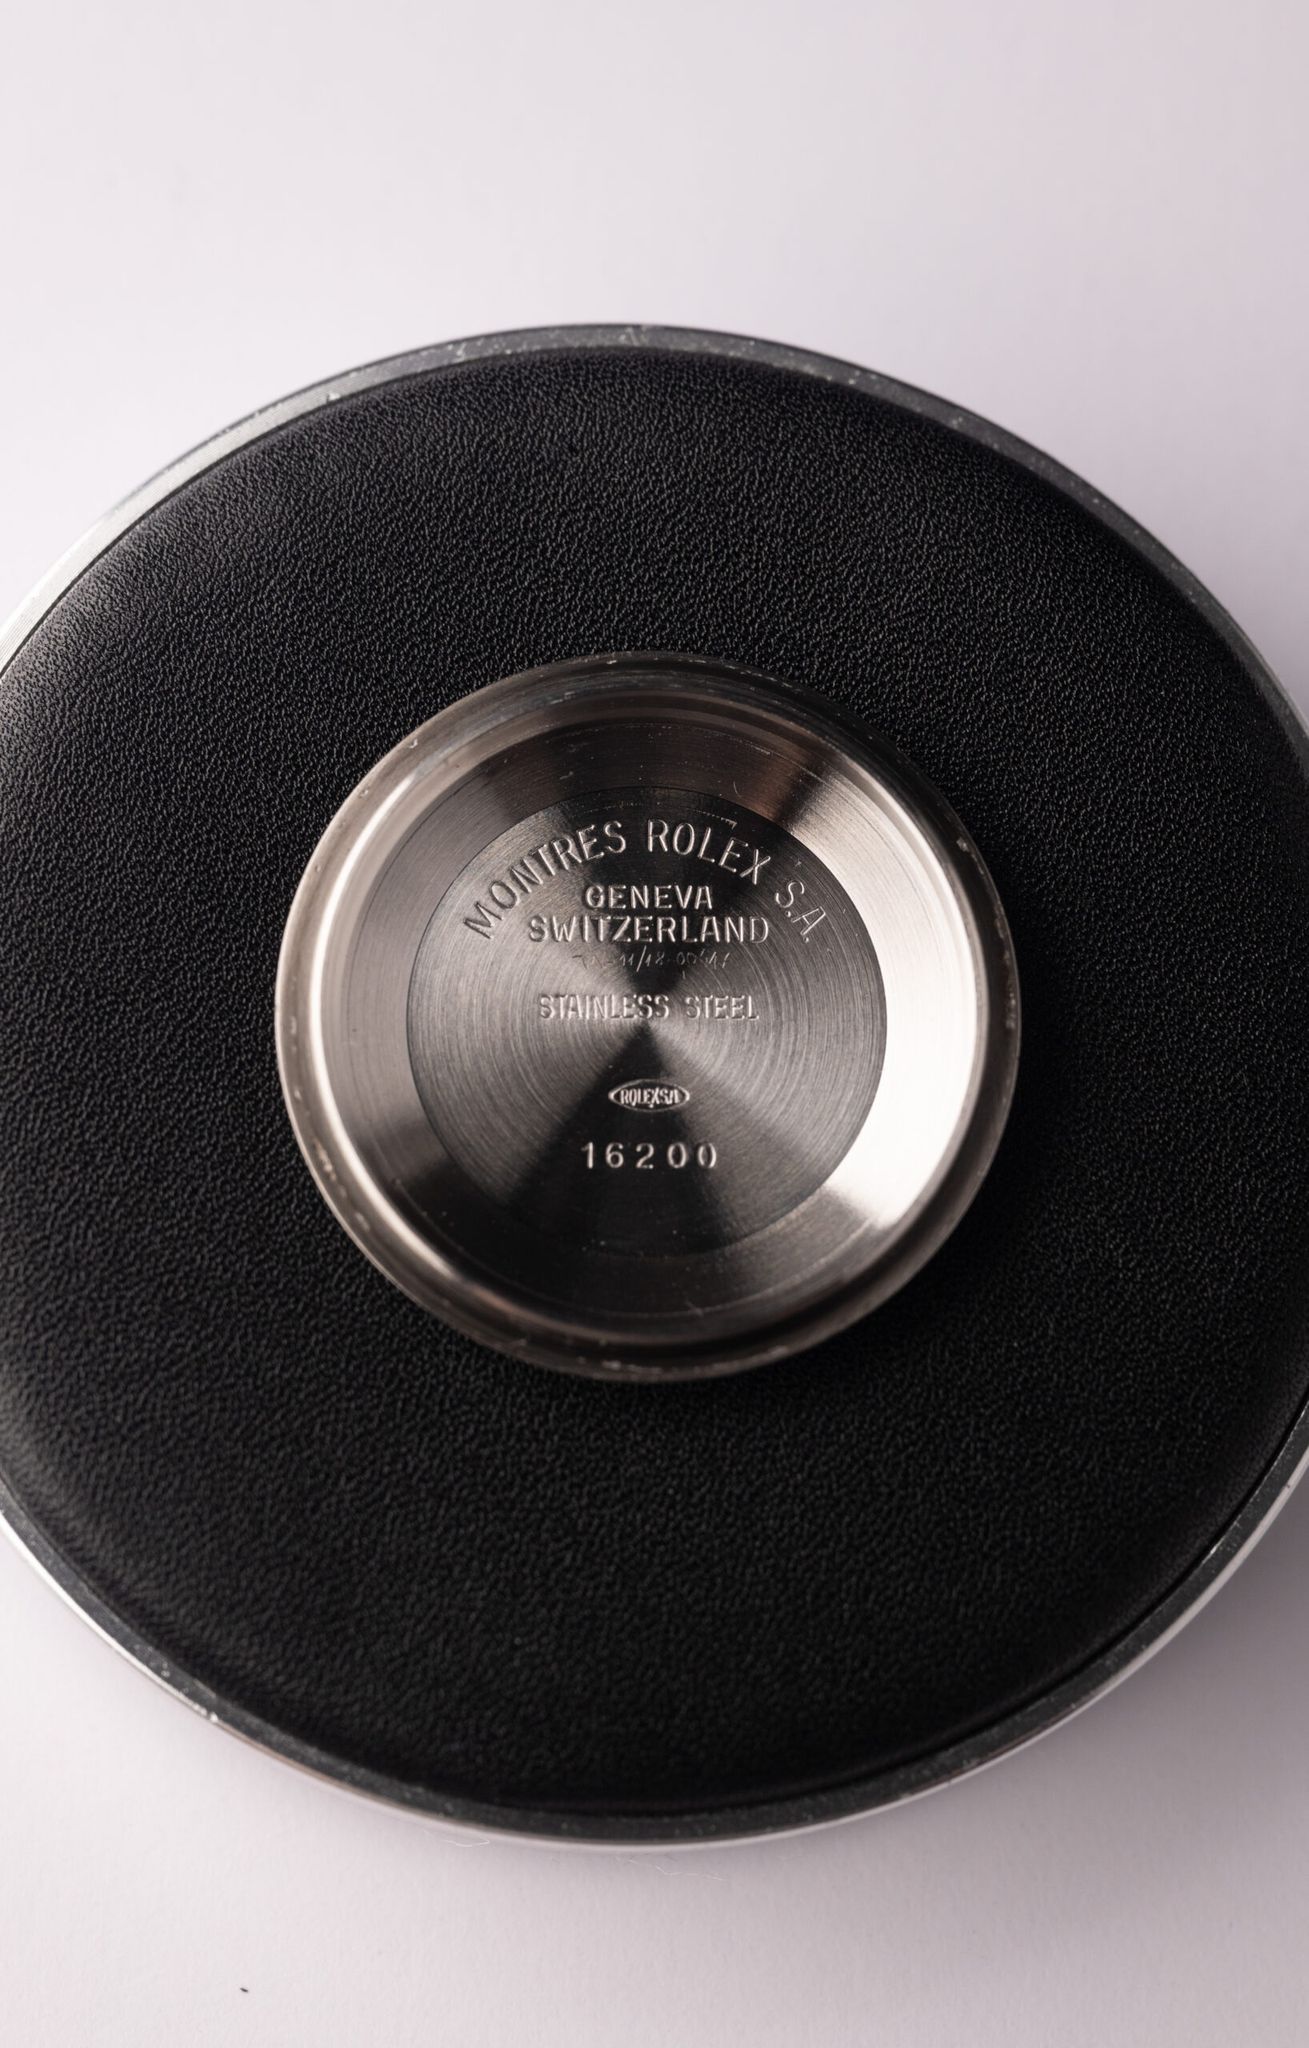 MONTRES ROLEX S.A.
GENEVA
SWITZERLAND
STAINLESS STEEL
ROLEX SA
16200